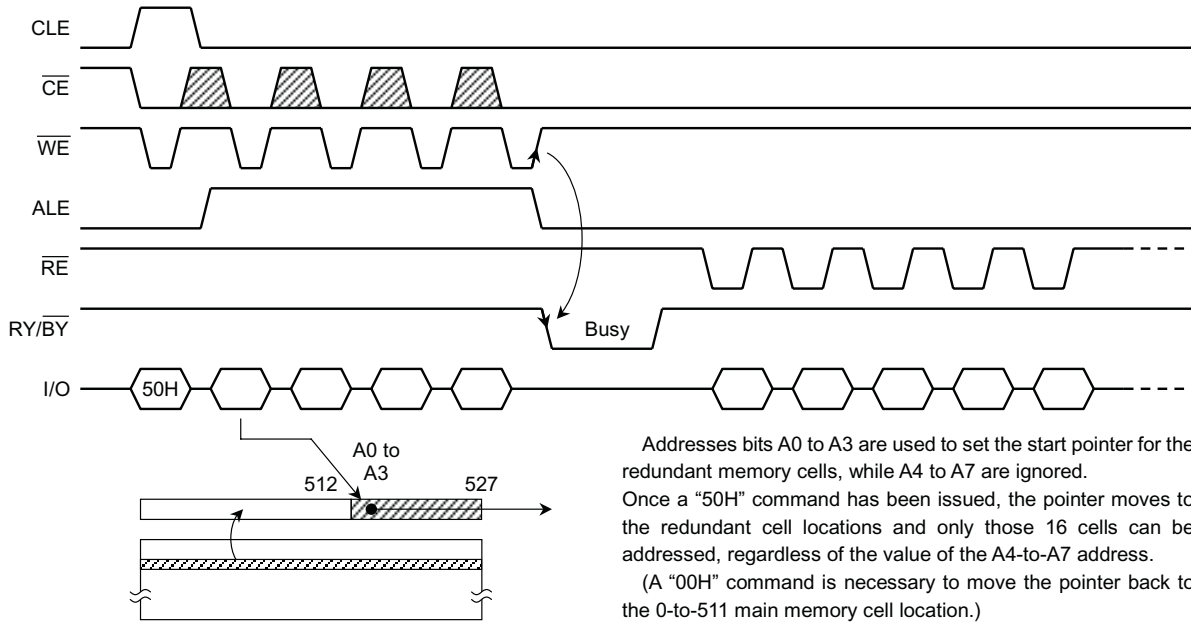 CLE
CE
WE
ALE
RE
RY/BY
Busy
I/O
50H
A0 to
A3
512
527
Addresses bits A0 to A3 are used to set the start pointer for the
redundant memory cells, while A4 to A7 are ignored.
Once a “50H” command has been issued, the pointer moves to
the redundant cell locations and only those 16 cells can be
addressed, regardless of the value of the A4-to-A7 address.
(A “00H” command is necessary to move the pointer back to
the 0-to-511 main memory cell location.)